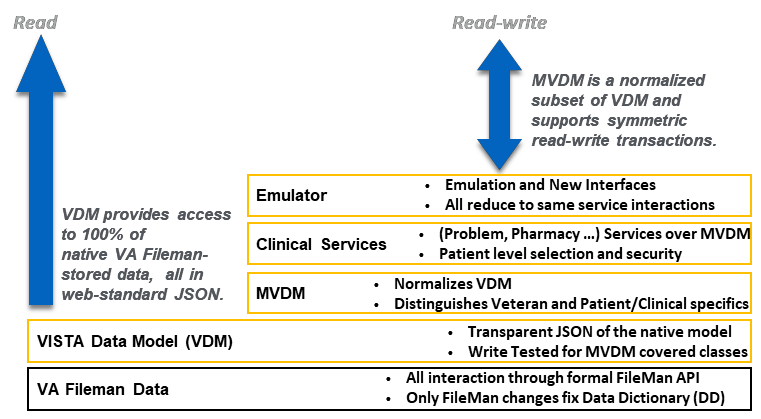 Read
Read-write
MVDM is a normalized
subset of VDM and
supports symmetric
read-write transactions.
VDM provides access
to 100% of
native VA Fileman-
stored data, all in
web-standard JSON.
Emulator
• Emulation and New Interfaces
• All reduce to same service interactions
Clinical Services
• (Problem, Pharmacy ...) Services over MVDM
• Patient level selection and security
MVDM
• Normalizes VDM
• Distinguishes Veteran and Patient/Clinical specifics
VISTA Data Model (VDM)
• Transparent JSON of the native model
• Write Tested for MVDM covered classes
VA Fileman Data
• All interaction through formal FileMan API
• Only FileMan changes fix Data Dictionary (DD)